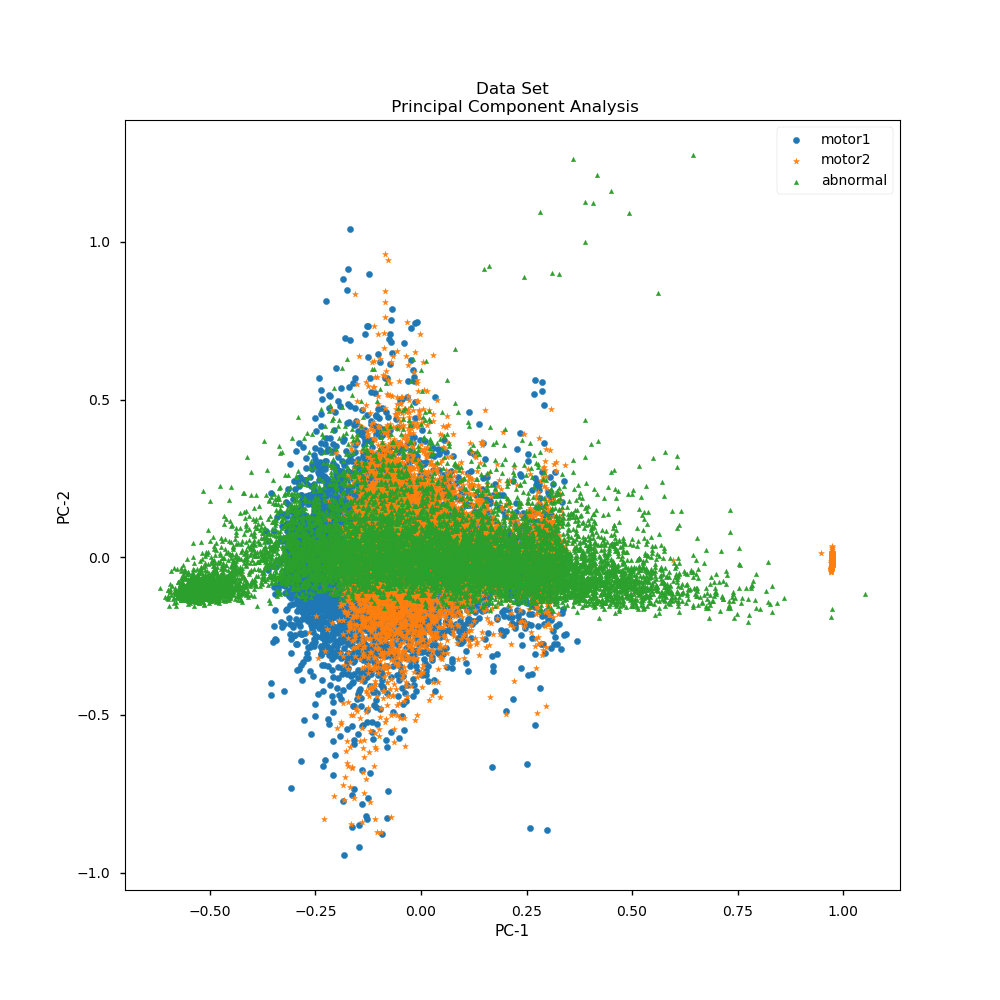 Data Set
Principal Component Analysis
motor1
motor2
abnormal
1.0
0.5
0.0
−0.5
−1.0
PC-2
−0.50
−0.25
0.00
0.25
0.50
0.75
1.00
PC-1